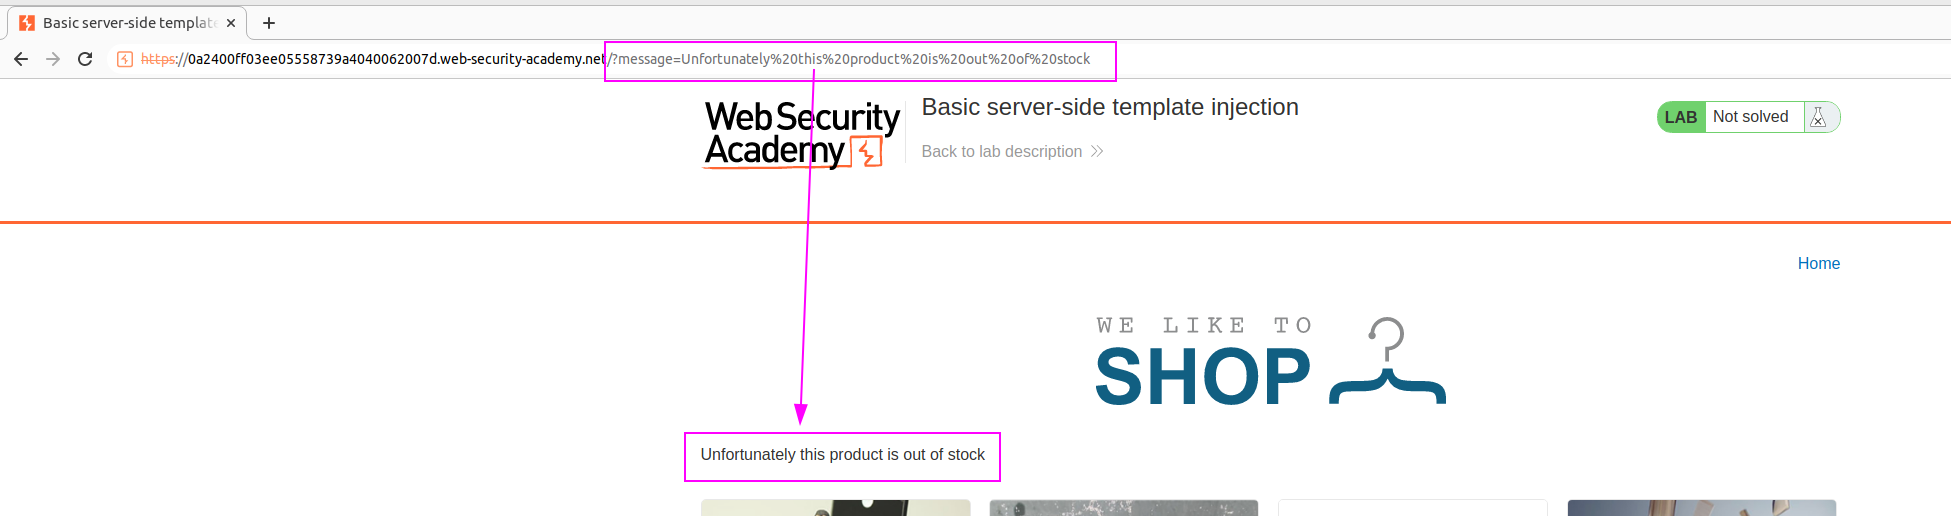 Basic server-side template
https://0a2400ff03ee05558739a4040062007d.web-security-academy.net/?message=Unfortunately%20this%20product%20is%20out%20of%20stock
Web Security
Academy
Basic server-side template injection
Back to lab description
LAB Not solved
Home
WE LIKE TO
SHOP
Unfortunately this product is out of stock